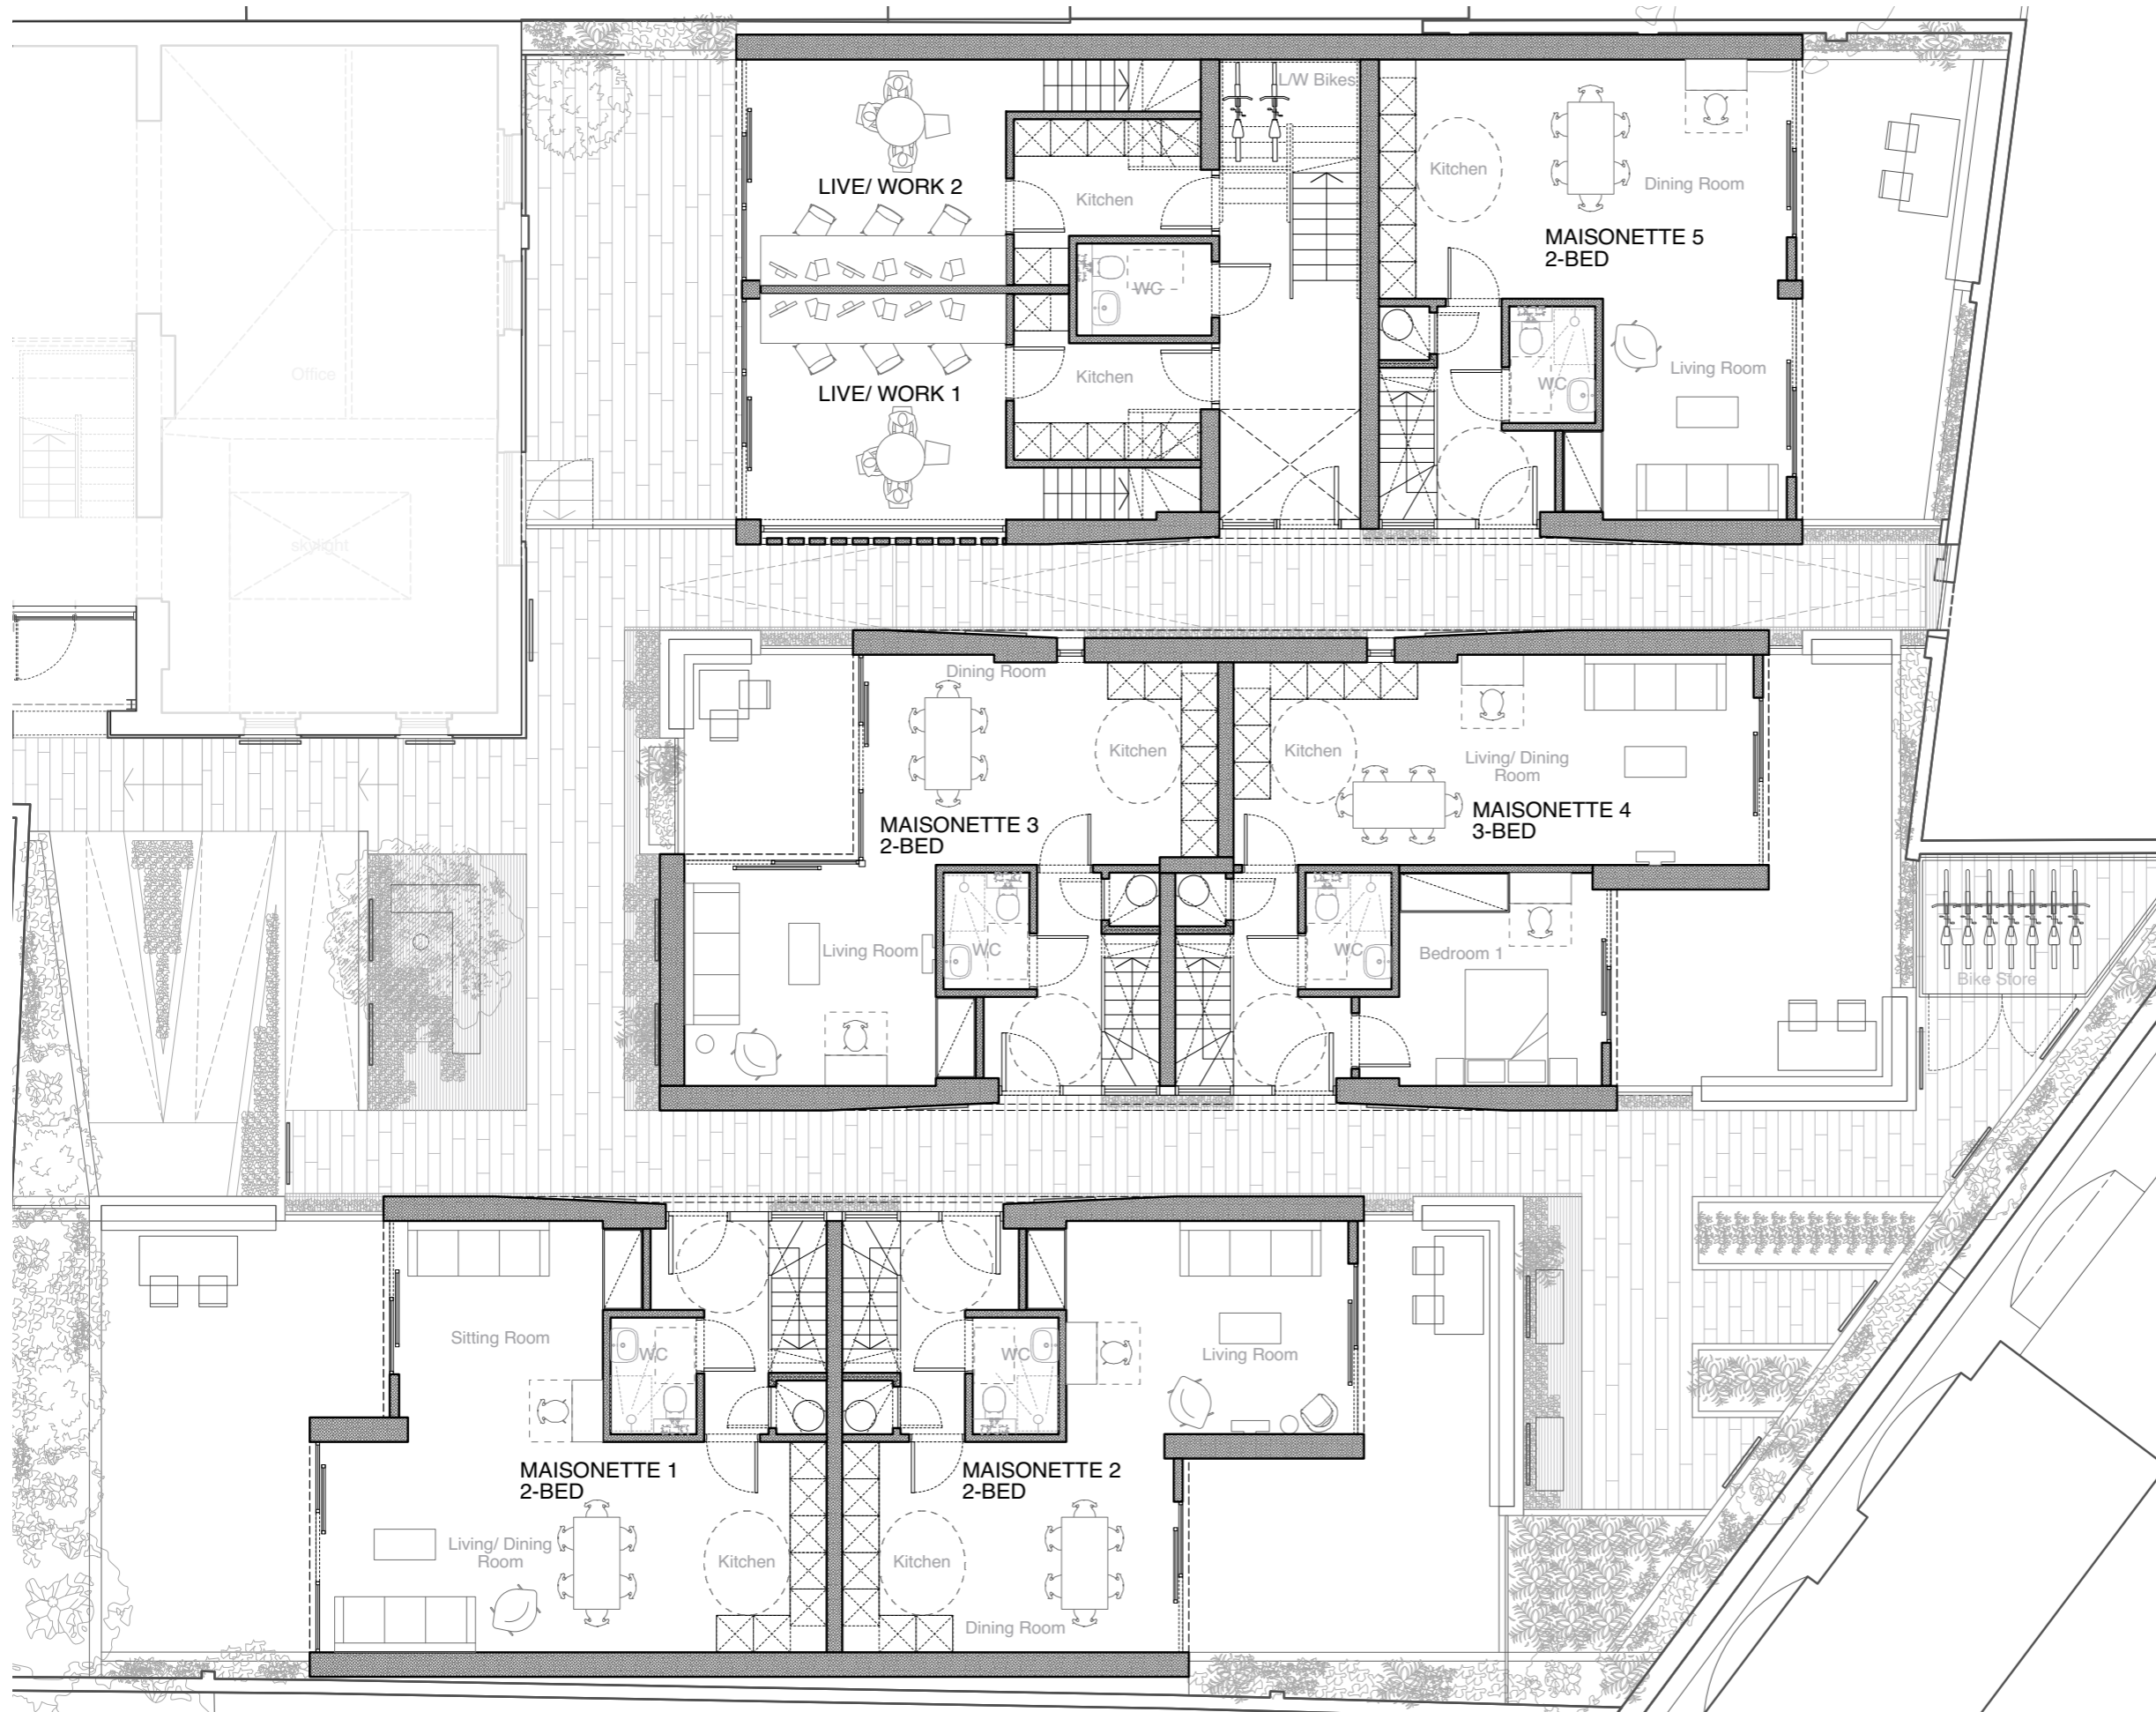 L/W Bikes
Kitchen
Dining Room
LIVE/ WORK 2
Kitchen
MAISONETTE 5
2-BED
WC
Office
Kitchen
Living Room
LIVE/ WORK 1
WC
skylight
Dining Room
Kitchen
Kitchen
Living/ Dining
Room
MAISONETTE 3
2-BED
MAISONETTE 4
3-BED
Living Room
WC
WC
Bedroom 1
Bike Store
Sitting Room
WC
WC
Living Room
MAISONETTE 1
2-BED
MAISONETTE 2
2-BED
Living/ Dining
Room
Kitchen
Kitchen
Dining Room